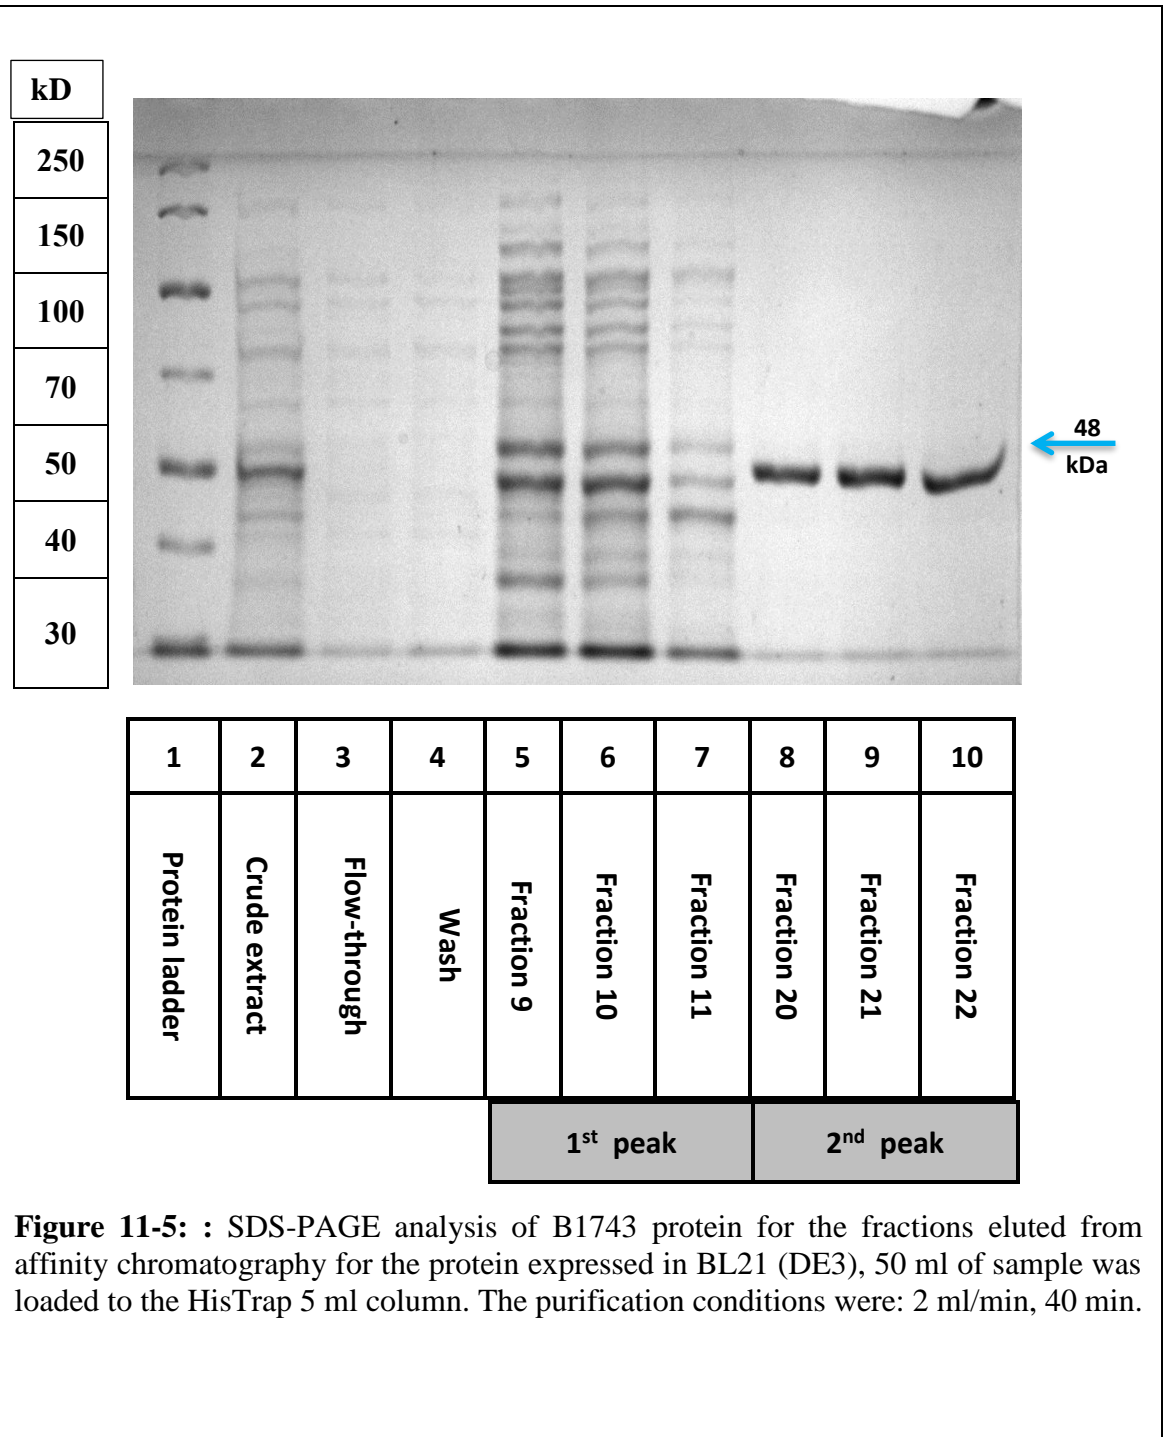 kD
250
150
100
70
50
40
30
48
kDa
1 2 3 4 5 6 7 8 9 10
Protein ladder
Crude extract
Flow-through
Wash
Fraction 9
Fraction 10
Fraction 11
Fraction 20
Fraction 21
Fraction 22
1st peak
2nd peak
Figure 11-5: : SDS-PAGE analysis of B1743 protein for the fractions eluted from
affinity chromatography for the protein expressed in BL21 (DE3), 50 ml of sample was
loaded to the HisTrap 5 ml column. The purification conditions were: 2 ml/min, 40 min.